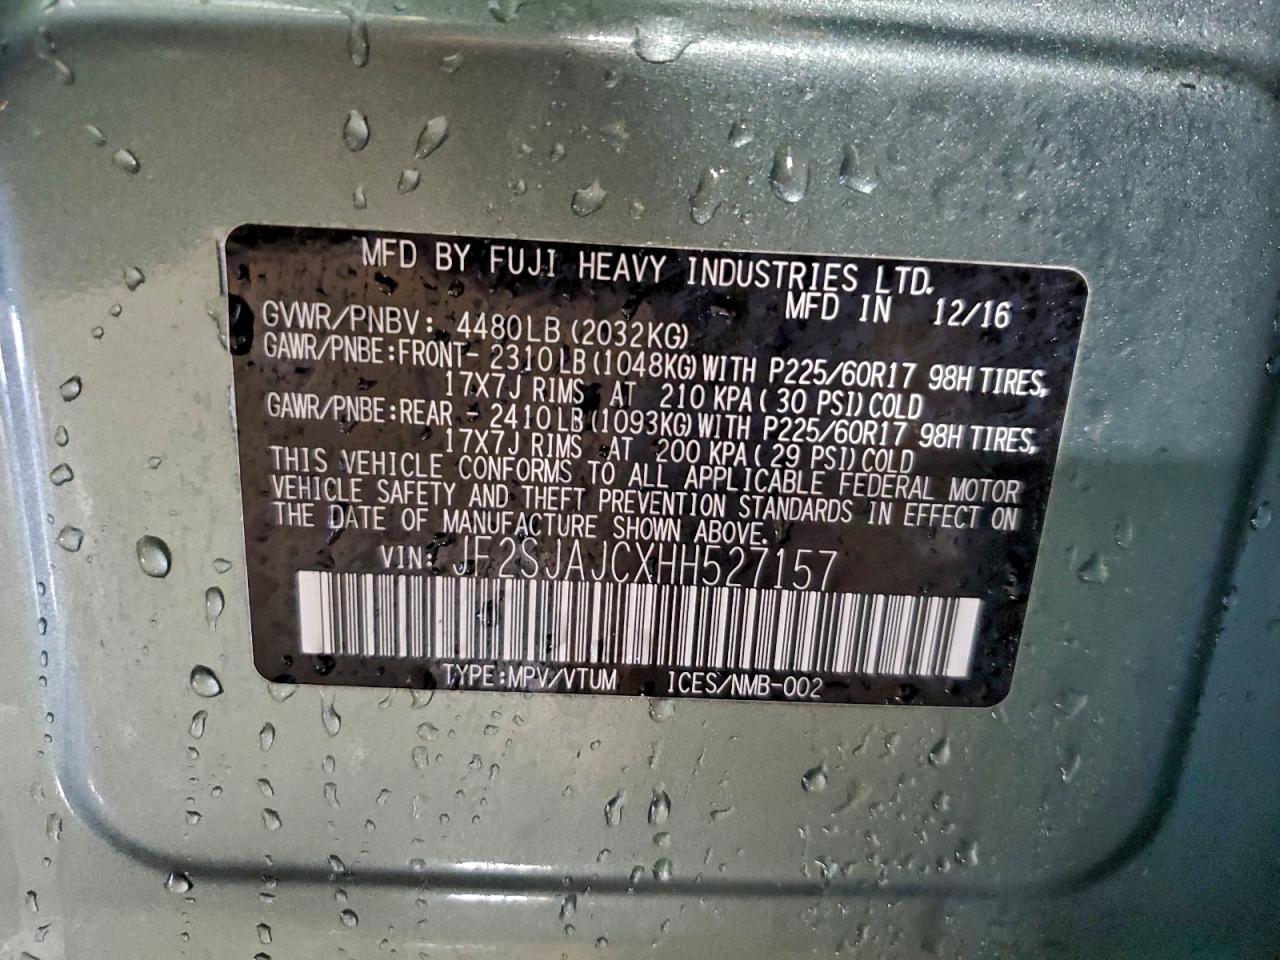 MFD BY FUJI HEAVY INDUSTRIES LTD.
MFD IN 12/16
GVWR/PNBV: 4480LB(2032KG)
GAWR/PNBE:FRONT- 2310LB(1048KG)WITH P225/60R17 98H TIRES,
17X7J RIMS AT 210 KPA(30 PSI)COLD
GAWR/PNBE:REAR - 2410LB(1093KG)WITH P225/60R17 98H TIRES,
17X7J RIMS AT 200 KPA(29 PSI)COLD
THIS VEHICLE CONFORMS TO ALL APPLICABLE FEDERAL MOTOR
VEHICLE SAFETY AND THEFT PREVENTION STANDARDS IN EFFECT ON
THE DATE OF MANUFACTURE SHOWN ABOVE.
VIN: JF2SJAJCXHH527157
TYPE:MPV/VTUM ICES/NMB-002